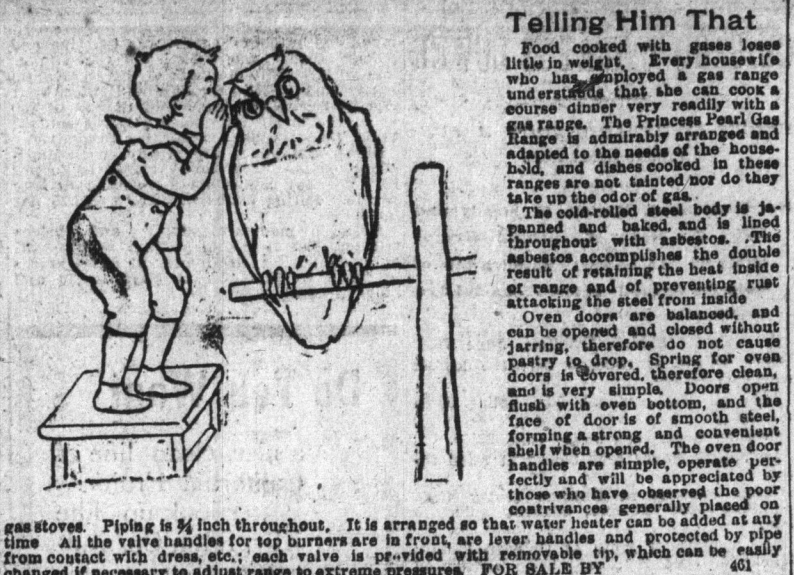 Telling Him That
Food cooked with gases loses
little in weight. Every housewife
who has employed a gas range
understands that she can cook a
course dinner very readily with a
gas range. The Princess Pearl Gas
Range is admirably arranged and
adapted to the needs of the house-
hold, and dishes cooked in these
ranges are not tainted nor do they
take up the odor of gas.
The cold-rolled steel body is ja-
panned and baked, and is lined
throughout with asbestos. The
asbestos accomplishes the double
result of retaining the heat inside
of range and of preventing rust
attacking the steel from inside
Oven doors are balanced, and
can be opened and closed without
jarring, therefore do not cause
pastry to drop. Spring for oven
doors is covered, therefore clean,
and is very simple. Doors open
flush with oven bottom, and the
face of door is of smooth steel,
forming a strong and convenient
shelf when opened. The oven door
handles are simple, operate per-
fectly and will be appreciated by
those who have observed the poor
contrivances generally placed on
gas stoves. Piping is ¾ inch throughout. It is arranged so that water heater can be added at any
time All the valve handles for top burners are in front, are lever handles and protected by pipe
from contact with dress, etc.; each valve is provided with removable tip, which can be easily
changed if necessary to adjust range to extreme pressures. FOR SALE BY 461